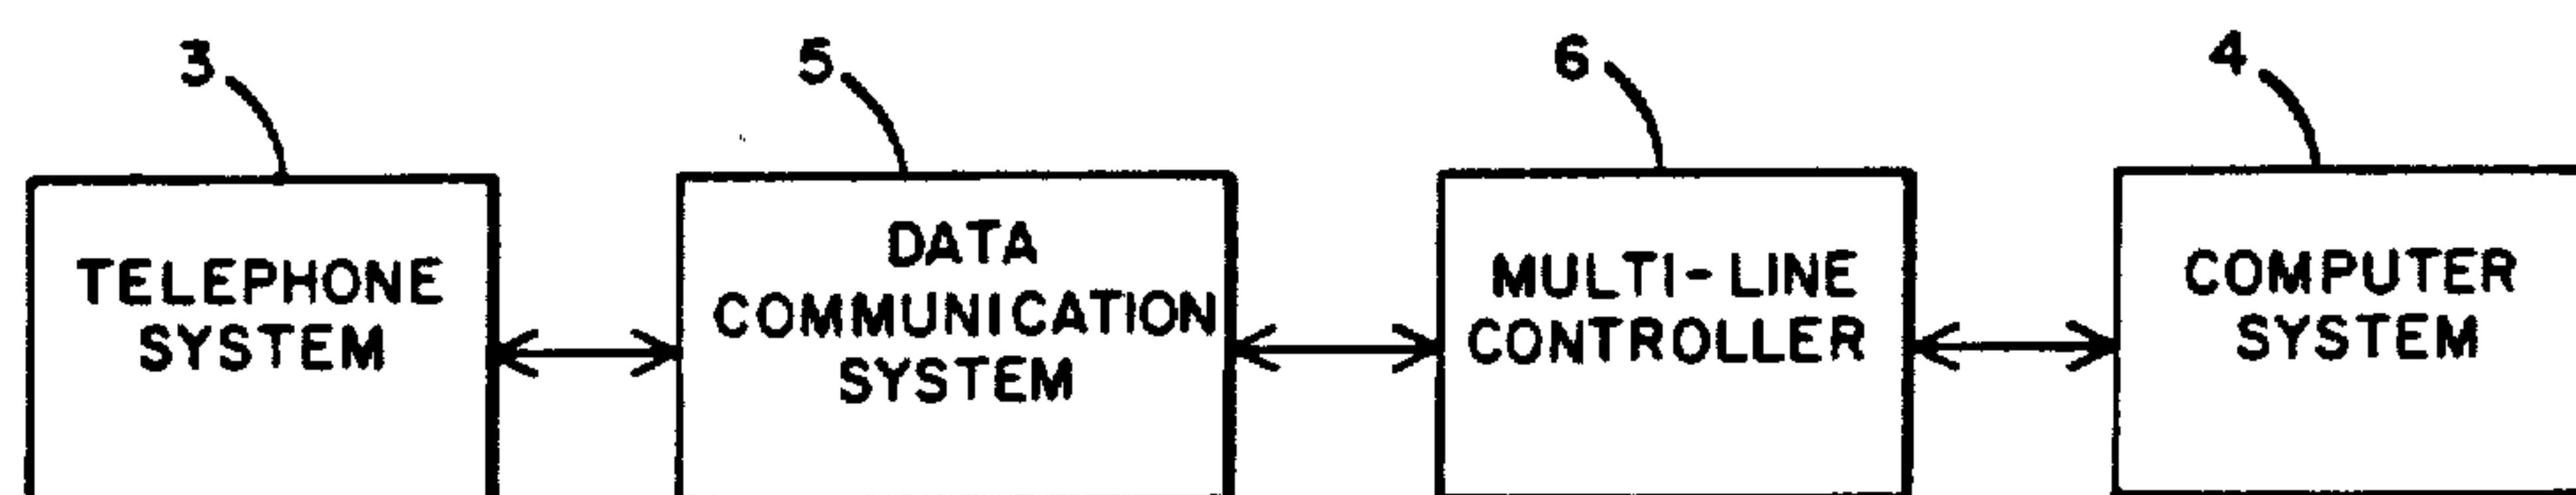 3
5
6
4
TELEPHONE
SYSTEM
DATA
COMMUNICATION
SYSTEM
MULTI-LINE
CONTROLLER
COMPUTER
SYSTEM